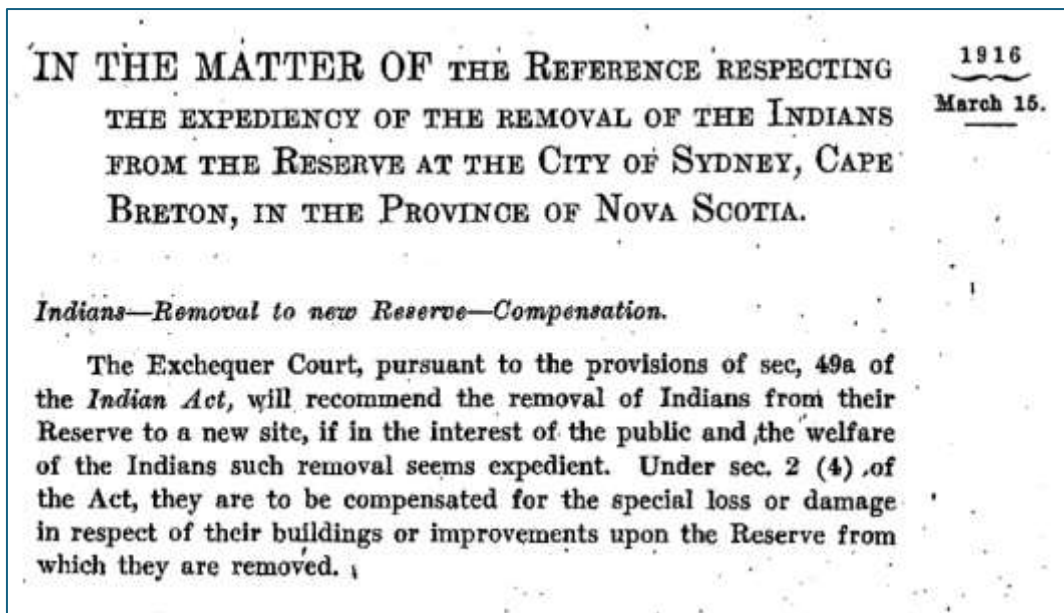 IN THE MATTER OF THE REFERENCE RESPECTING
THE EXPEDIENCY OF THE REMOVAL OF THE INDIANS
FROM THE RESERVE AT THE CITY OF SYDNEY, CAPE
BRETON, IN THE PROVINCE OF NOVA SCOTIA.
1916
March 15.
Indians—Removal to new Reserve—Compensation.
The Exchequer Court, pursuant to the provisions of sec, 49a of
the Indian Act, will recommend the removal of Indians from their
Reserve to a new site, if in the interest of the public and the welfare
of the Indians such removal seems expedient. Under sec. 2 (4) of
the Act, they are to be compensated for the special loss or damage
in respect of their buildings or improvements upon the Reserve from
which they are removed.